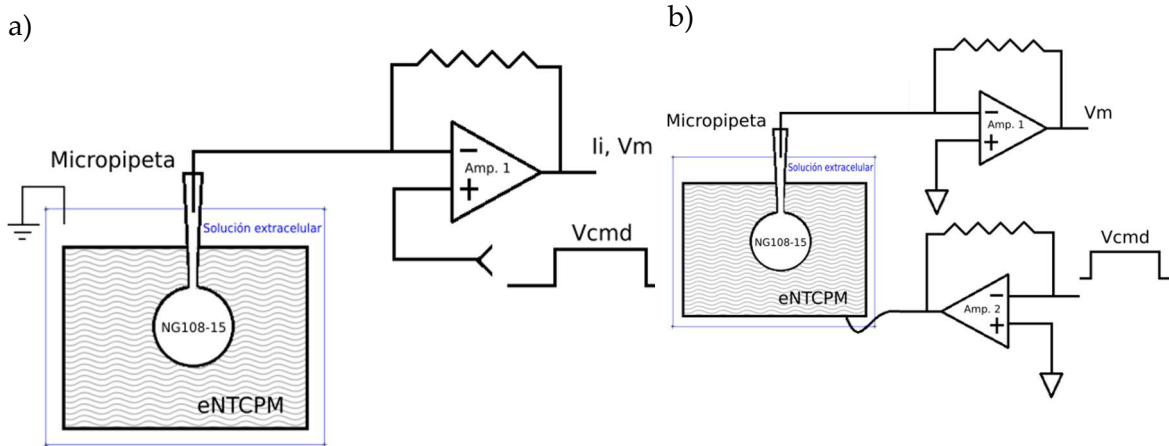 a)
Micropipeta
Solución extracelular
NG108-15
eNTCPM
Amp. 1
Ii, Vm
Vcmd
b)
Micropipeta
Solución extracelular
NG108-15
eNTCPM
Amp. 1
Vm
Vcmd
Amp. 2